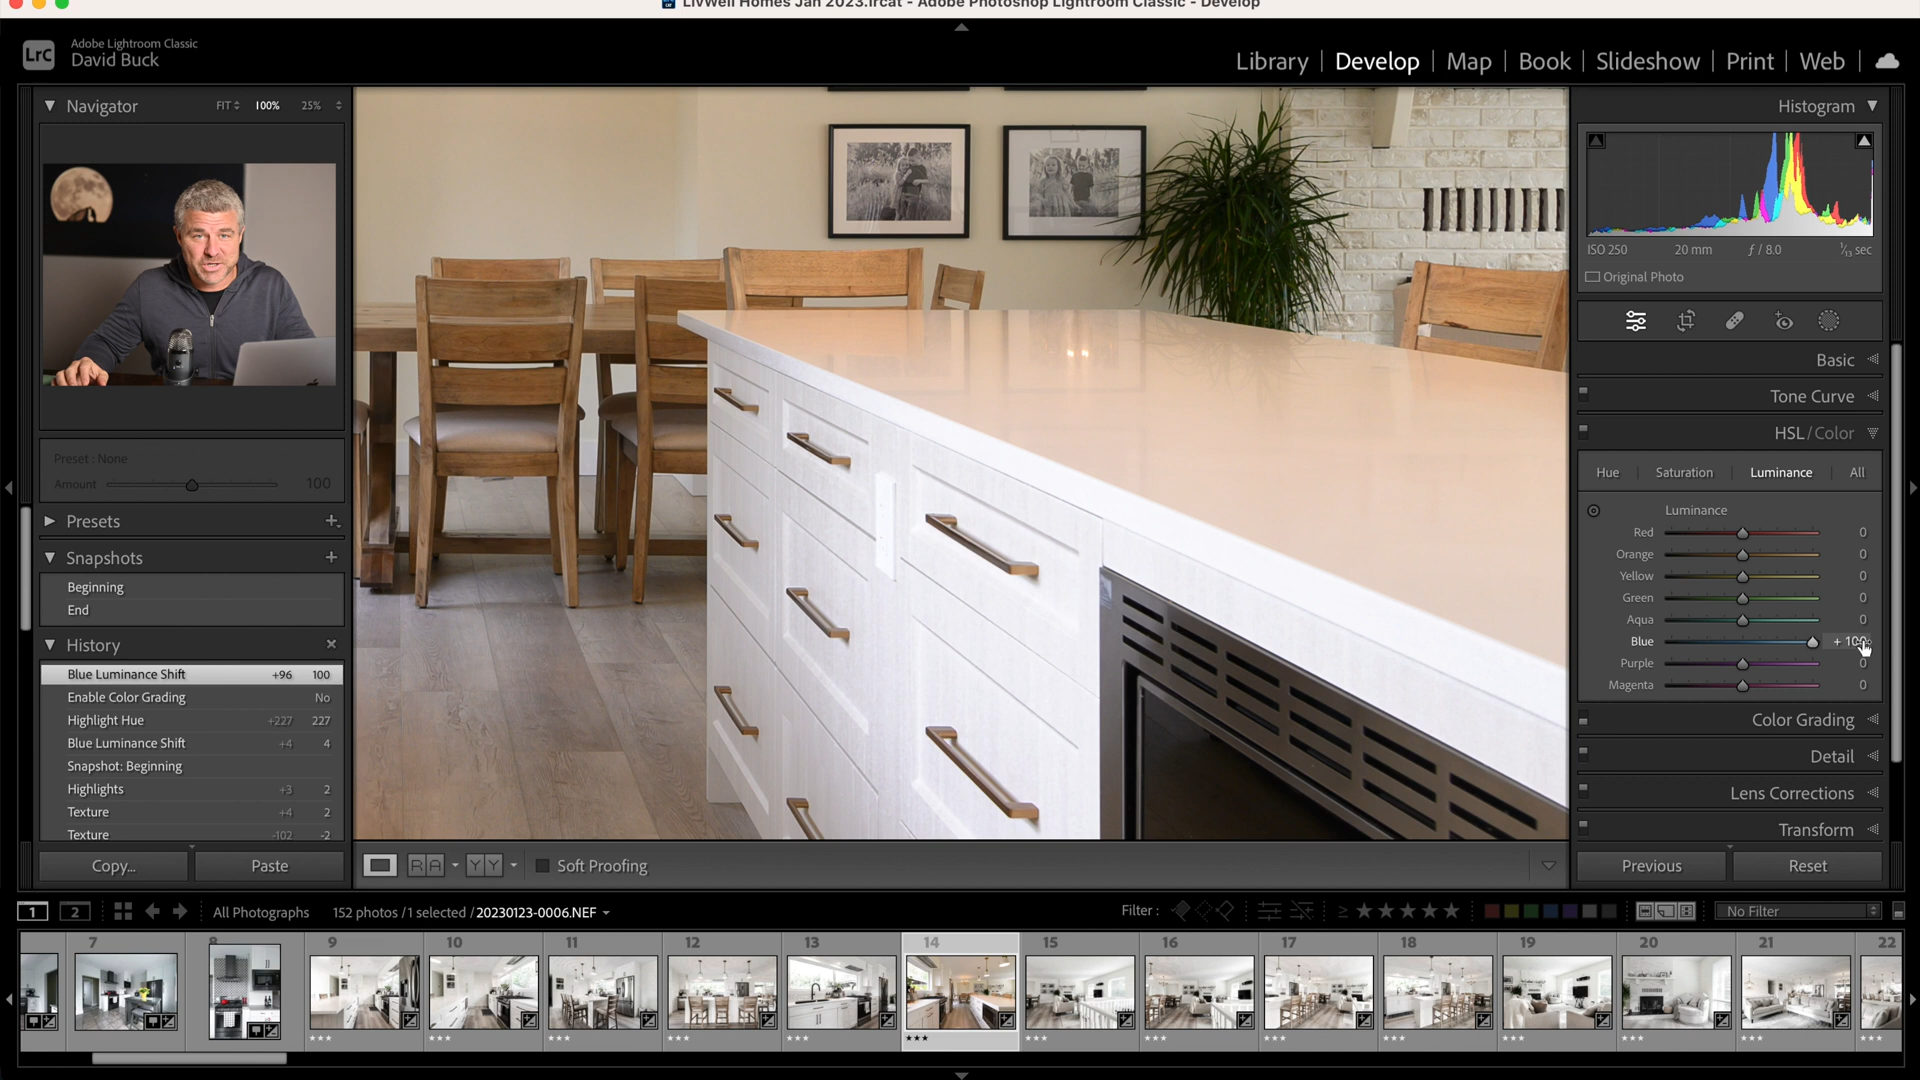 LivWell Homes Jan 2023.lrcat - Adobe Photoshop Lightroom Classic - Develop
LrC
Adobe Lightroom Classic
David Buck
Library | Develop | Map | Book | Slideshow | Print | Web
Navigator FIT 100% 25%
Histogram
ISO 250 20 mm ƒ / 8.0 1/13 sec
Original Photo
Basic
Tone Curve
HSL / Color
Hue Saturation Luminance All
Luminance
Red 0
Orange 0
Yellow 0
Green 0
Aqua 0
Blue + 100
Purple 0
Magenta 0
Color Grading
Detail
Lens Corrections
Transform
Previous Reset
Preset : None
Amount 100
Presets +
Snapshots +
Beginning
End
History ×
Blue Luminance Shift +96 100
Enable Color Grading No
Highlight Hue +227 227
Blue Luminance Shift +4 4
Snapshot: Beginning
Highlights +3 2
Texture +4 2
Texture -102 -2
Copy... Paste
R A Y Y Soft Proofing
1 2 All Photographs 152 photos / 1 selected / 20230123-0006.NEF Filter : ≥ ★★★★★ No Filter
7 8 9 10 11 12 13 14 15 16 17 18 19 20 21 22